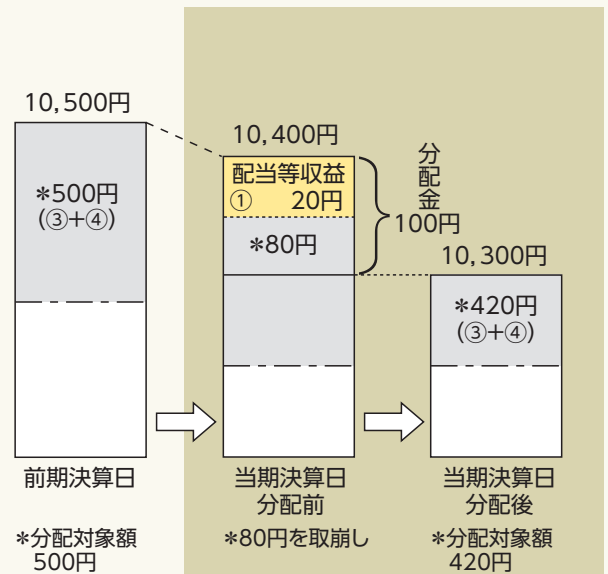 10,500円
*500円
(③+④)
前期決算日
*分配対象額
500円
10,400円
配当等収益
① 20円
*80円
分配金
100円
当期決算日
分配前
*80円を取崩し
10,300円
*420円
(③+④)
当期決算日
分配後
*分配対象額
420円